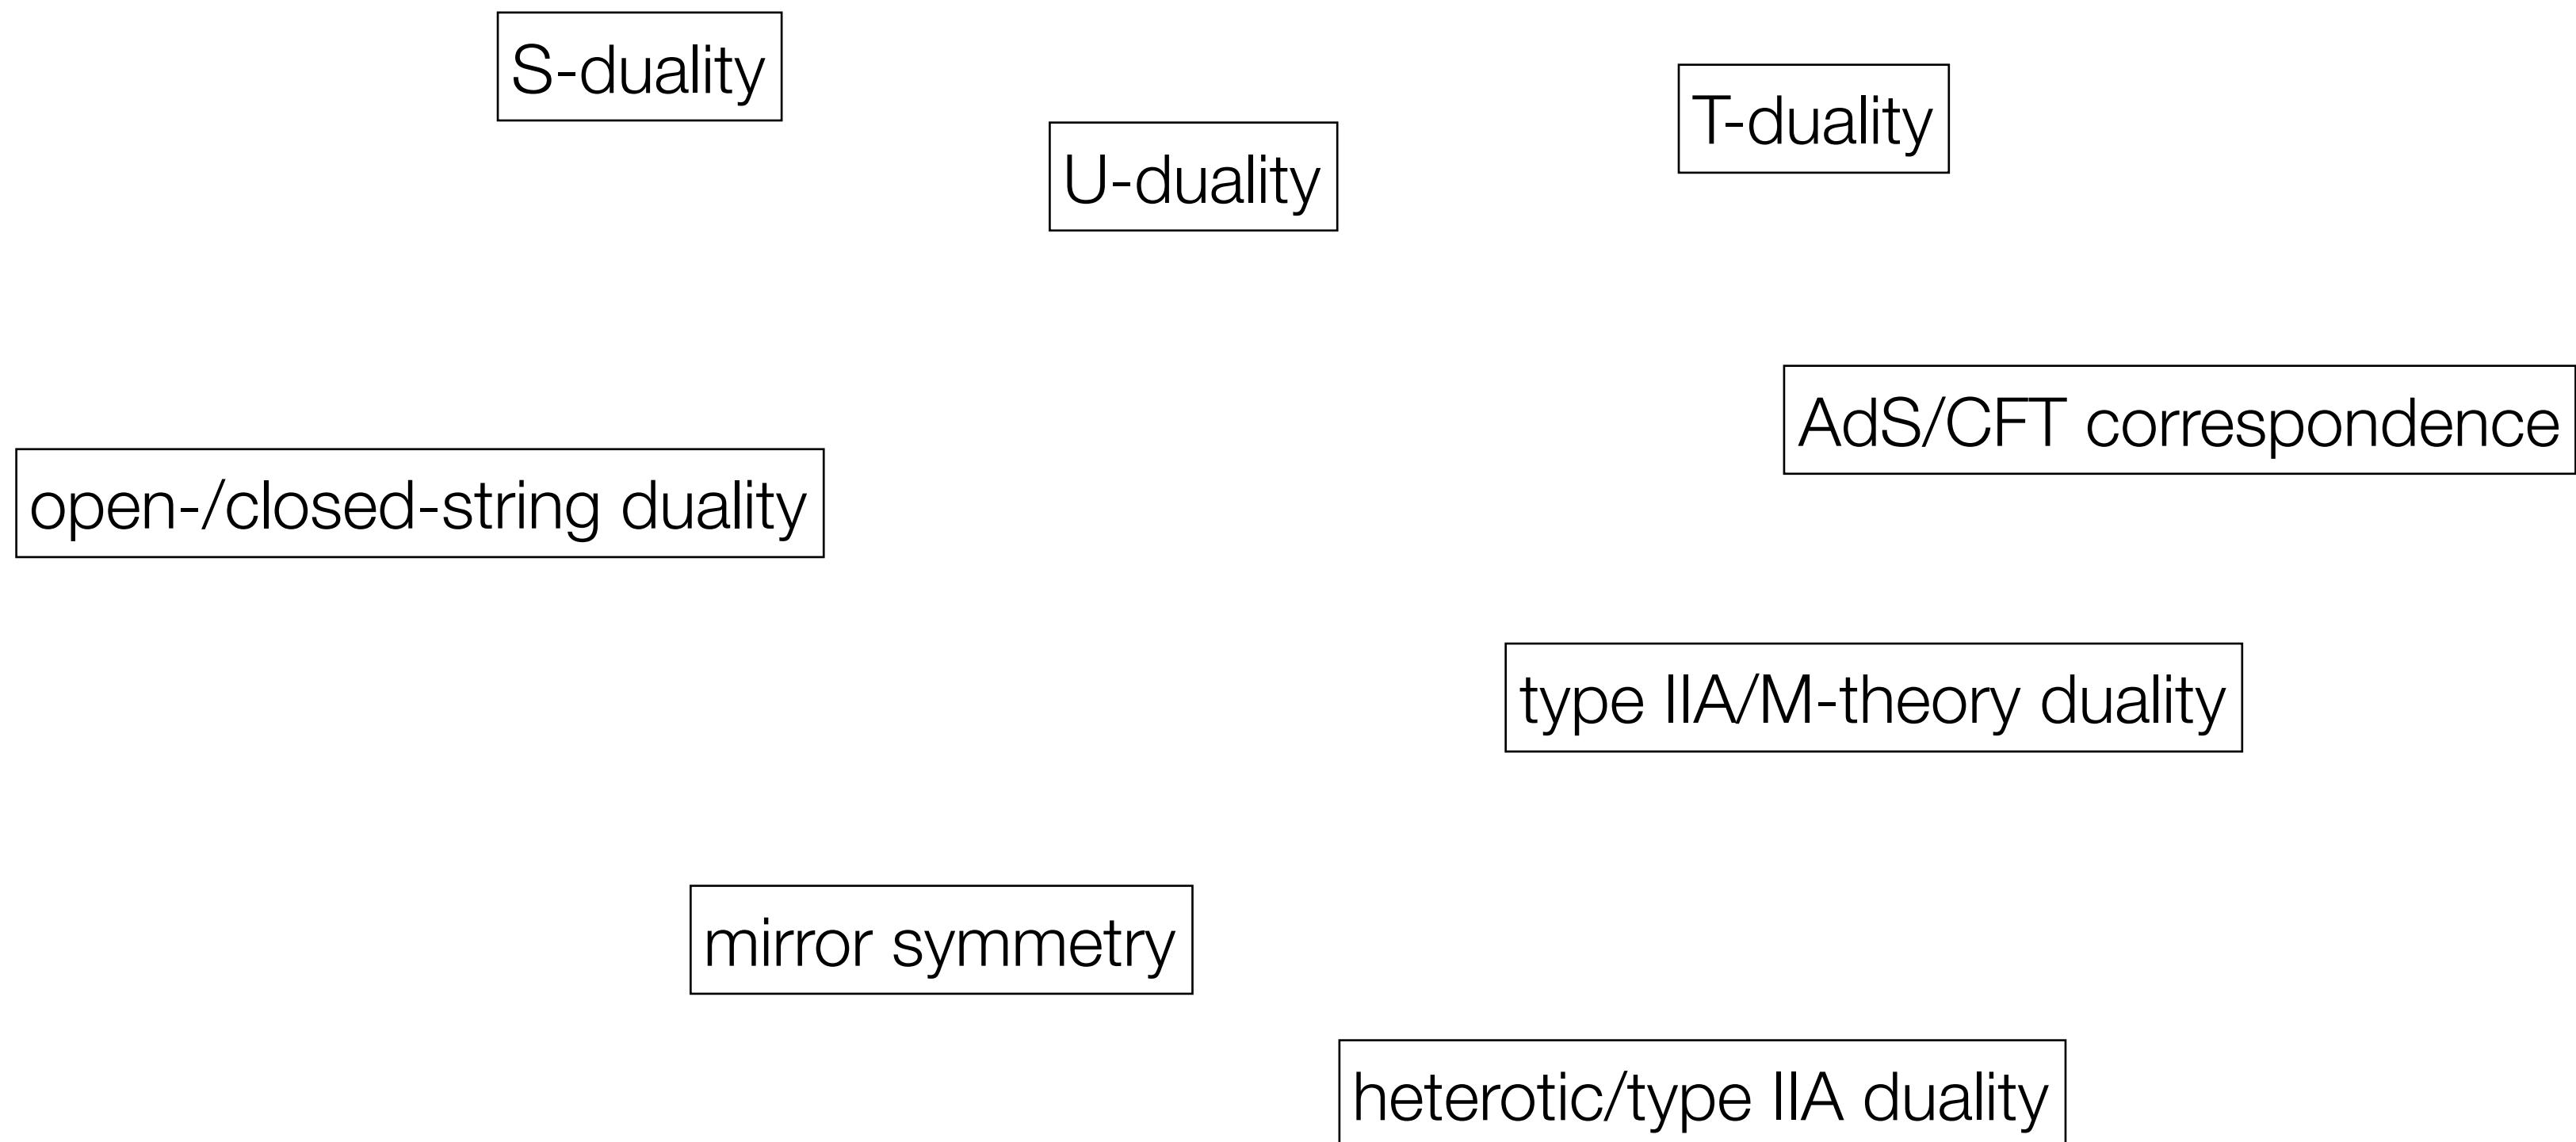 S-duality
T-duality
U-duality
AdS/CFT correspondence
open-/closed-string duality
type IIA/M-theory duality
mirror symmetry
heterotic/type IIA duality